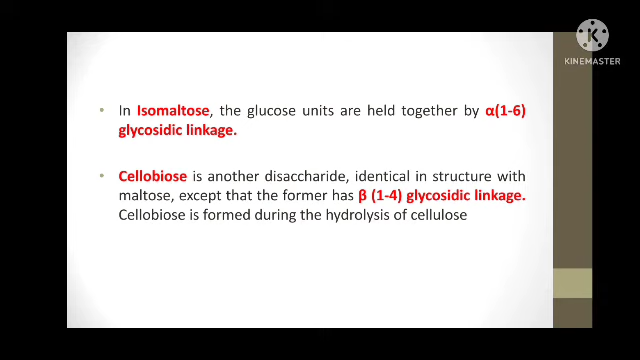 K
KINEMASTER
• In Isomaltose, the glucose units are held together by α(1-6)
glycosidic linkage.
• Cellobiose is another disaccharide, identical in structure with
maltose, except that the former has β (1-4) glycosidic linkage.
Cellobiose is formed during the hydrolysis of cellulose